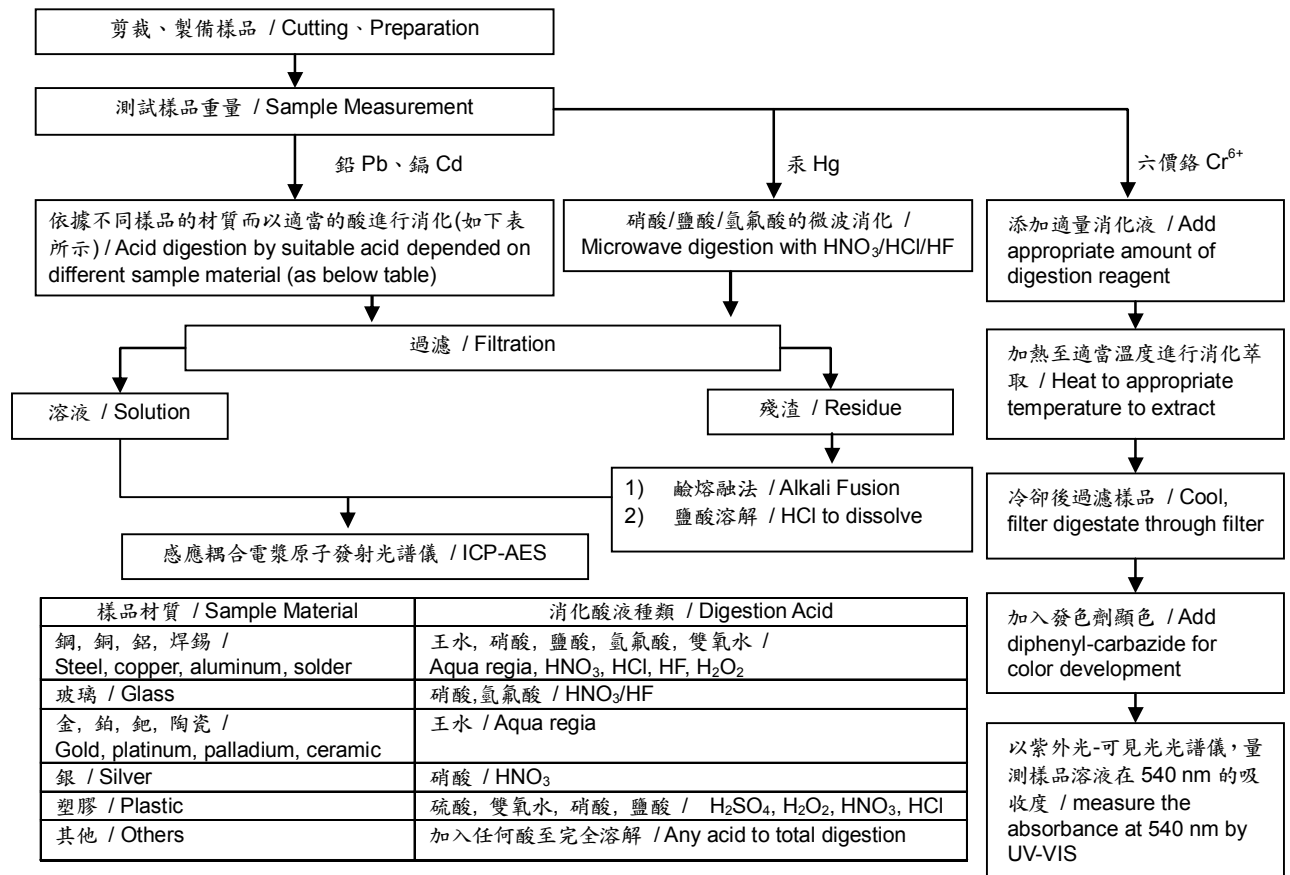 剪裁、製備樣品 / Cutting、Preparation
測試樣品重量 / Sample Measurement
鉛 Pb、鎘 Cd
汞 Hg
六價鉻 Cr⁶⁺
依據不同樣品的材質而以適當的酸進行消化(如下表
所示) / Acid digestion by suitable acid depended on
different sample material (as below table)
硝酸/鹽酸/氫氟酸的微波消化 /
Microwave digestion with HNO₃/HCl/HF
添加適量消化液 / Add
appropriate amount of
digestion reagent
過濾 / Filtration
加熱至適當溫度進行消化萃
取 / Heat to appropriate
temperature to extract
溶液 / Solution
殘渣 / Residue
1) 鹼熔融法 / Alkali Fusion
2) 鹽酸溶解 / HCl to dissolve
冷卻後過濾樣品 / Cool,
filter digestate through filter
感應耦合電漿原子發射光譜儀 / ICP-AES
加入發色劑顯色 / Add
diphenyl-carbazide for
color development
以紫外光-可見光光譜儀，量
測樣品溶液在 540 nm 的吸
收度 / measure the
absorbance at 540 nm by
UV-VIS
樣品材質 / Sample Material 消化酸液種類 / Digestion Acid
鋼, 銅, 鋁, 焊錫 / 王水, 硝酸, 鹽酸, 氫氟酸, 雙氧水 /
Steel, copper, aluminum, solder Aqua regia, HNO₃, HCl, HF, H₂O₂
玻璃 / Glass 硝酸,氫氟酸 / HNO₃/HF
金, 鉑, 鈀, 陶瓷 / 王水 / Aqua regia
Gold, platinum, palladium, ceramic
銀 / Silver 硝酸 / HNO₃
塑膠 / Plastic 硫酸, 雙氧水, 硝酸, 鹽酸 / H₂SO₄, H₂O₂, HNO₃, HCl
其他 / Others 加入任何酸至完全溶解 / Any acid to total digestion